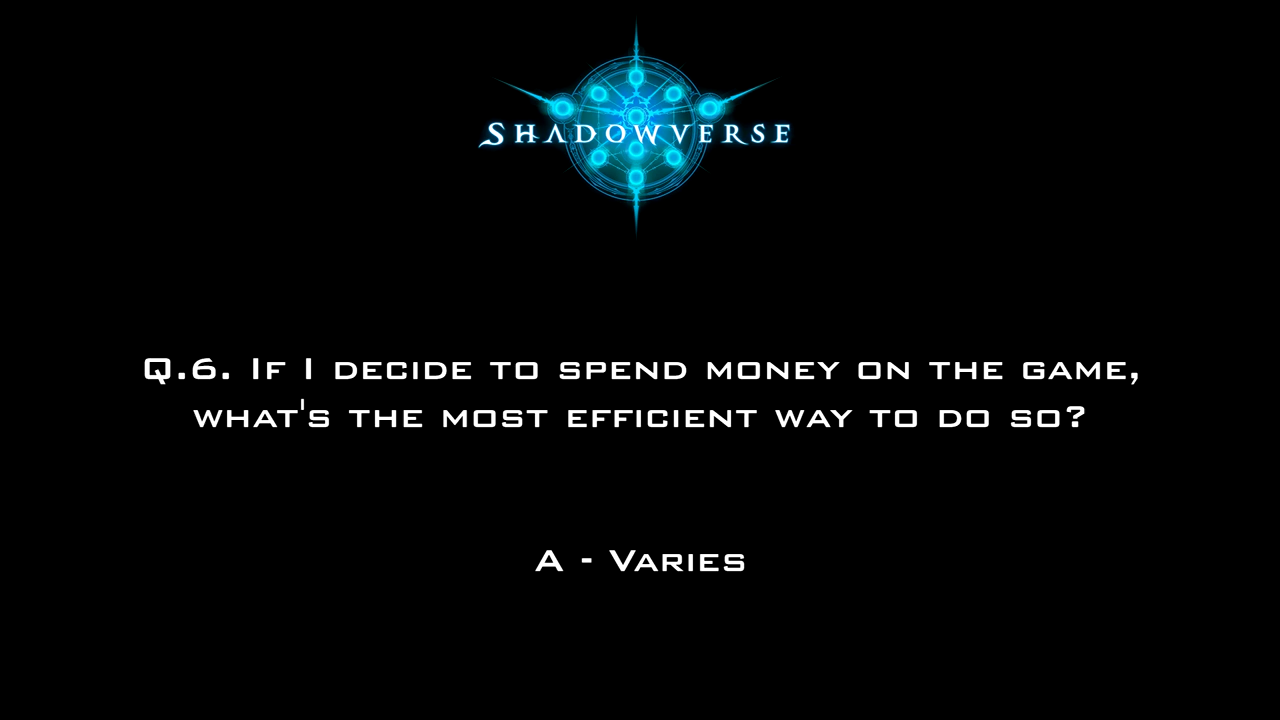 SHADOWVERSE
Q.6. If I decide to spend money on the game,
what's the most efficient way to do so?
A - Varies